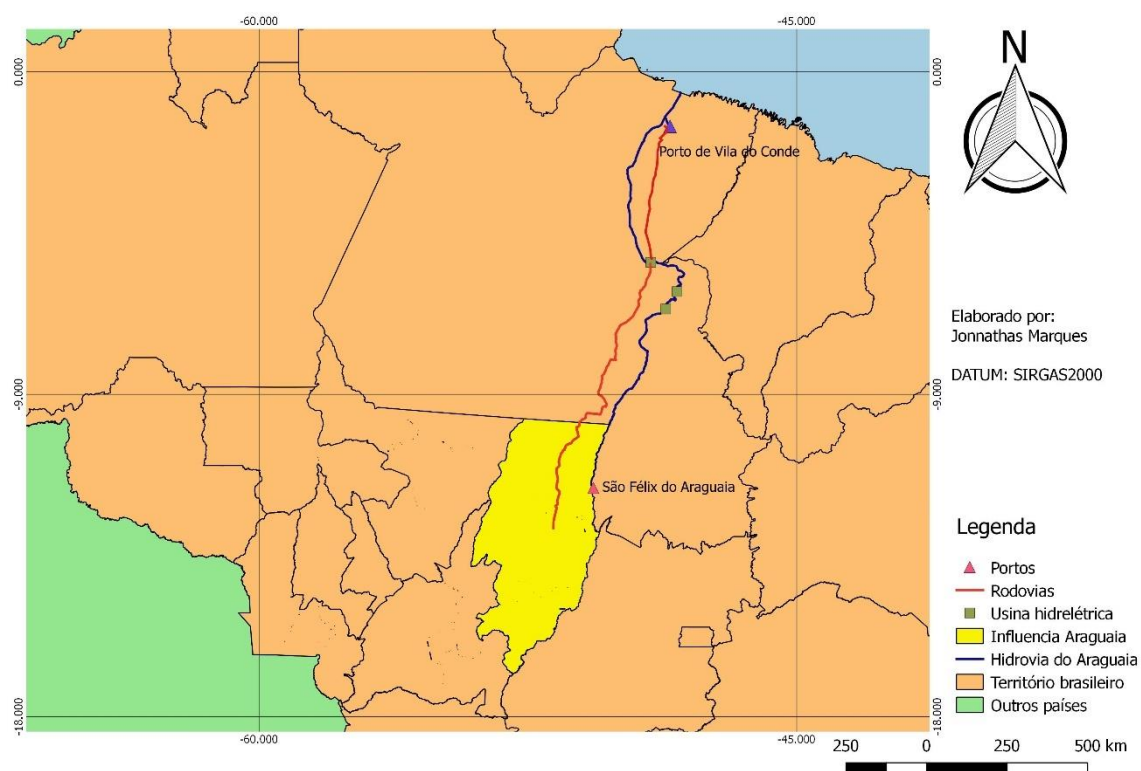 -60.000
-45.000
N
0.000
0.000
Porto de Vila do Conde
Elaborado por:
Jonnathas Marques
DATUM: SIRGAS2000
-9.000
-9.000
São Félix do Araguaia
Legenda
Portos
Rodovias
Usina hidrelétrica
Influencia Araguaia
Hidrovia do Araguaia
Território brasileiro
Outros países
-18.000
-18.000
-60.000
-45.000
250 0 250 500 km